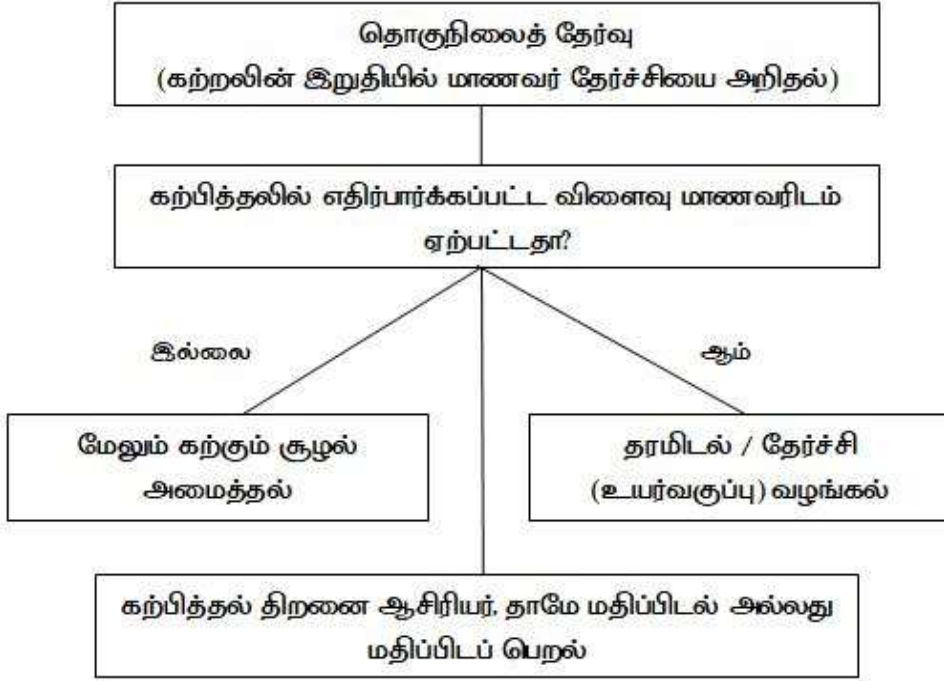 தொகுநிலைத் தேர்வு
(கற்றலின் இறுதியில் மாணவர் தேர்ச்சியை அறிதல்)
கற்பித்தலில் எதிர்பார்க்கப்பட்ட விளைவு மாணவரிடம்
ஏற்பட்டதா?
இல்லை
ஆம்
மேலும் கற்கும் சூழல்
அமைத்தல்
தரமிடல் / தேர்ச்சி
(உயர்வகுப்பு) வழங்கல்
கற்பித்தல் திறனை ஆசிரியர், தாமே மதிப்பிடல் அல்லது
மதிப்பிடப் பெறல்